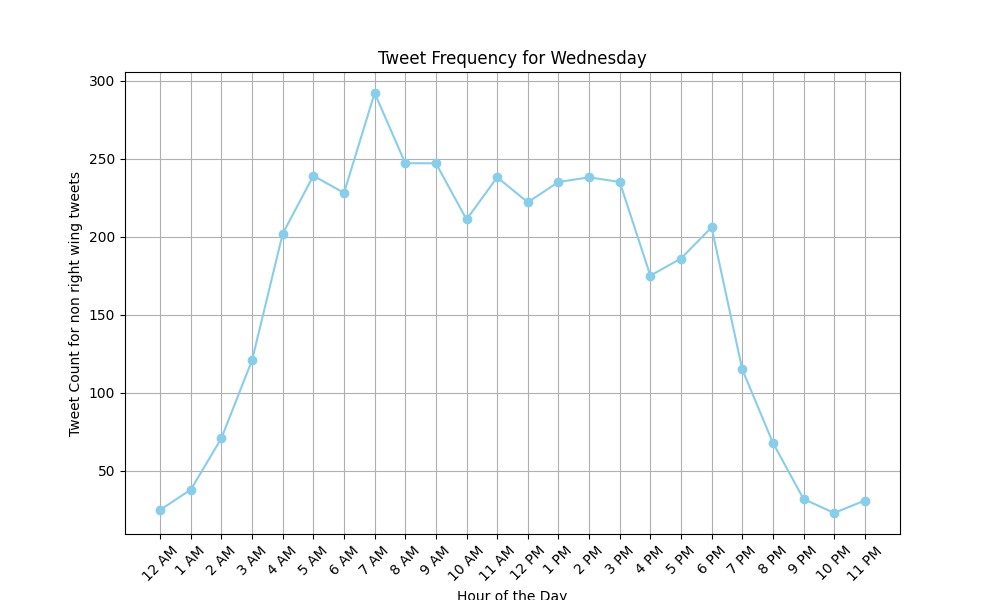 Tweet Frequency for Wednesday
Tweet Count for non right wing tweets
300
250
200
150
100
50
12 AM
1 AM
2 AM
3 AM
4 AM
5 AM
6 AM
7 AM
8 AM
9 AM
10 AM
11 AM
12 PM
1 PM
2 PM
3 PM
4 PM
5 PM
6 PM
7 PM
8 PM
9 PM
10 PM
11 PM
Hour of the Day